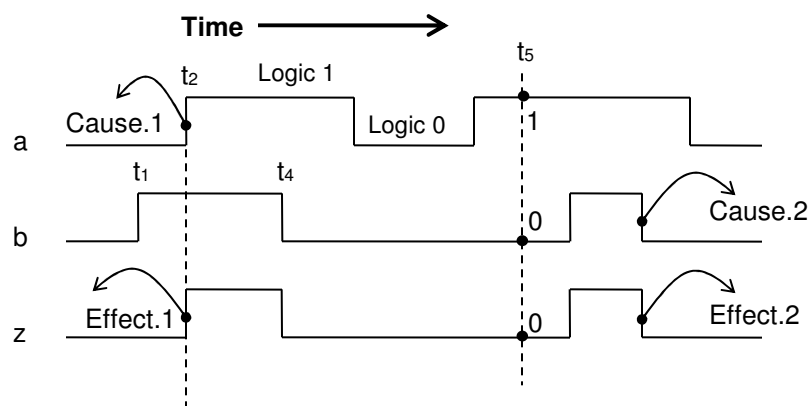 Time
t2
Logic 1
t5
Cause.1
Logic 0
1
a
t1
t4
0
Cause.2
b
Effect.1
0
Effect.2
z